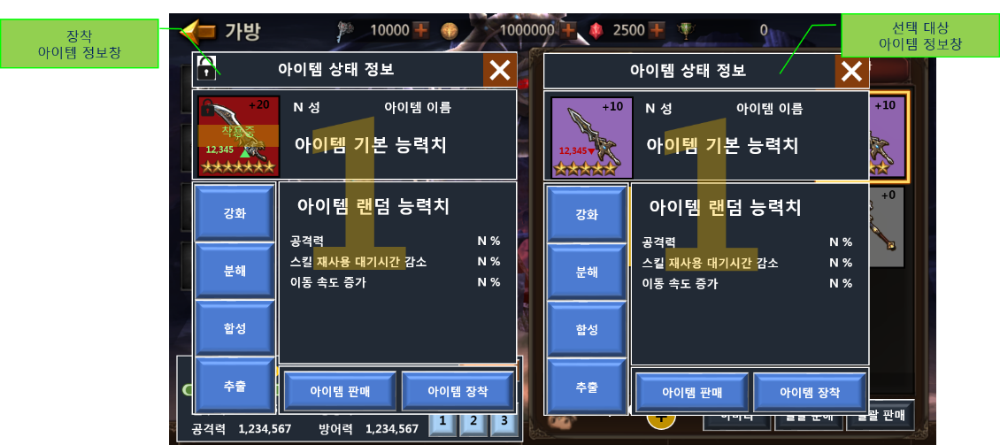 장착
아이템 정보창
선택 대상
아이템 정보창
가방
10000
1000000
2500
0
아이템 상태 정보
+20
착용중
12,345
N 성
아이템 이름
아이템 기본 능력치
1
강화
분해
합성
추출
아이템 랜덤 능력치
공격력 N %
스킬 재사용 대기시간 감소 N %
이동 속도 증가 N %
아이템 판매
아이템 장착
아이템 상태 정보
+10
12,345
N 성
아이템 이름
아이템 기본 능력치
1
강화
분해
합성
추출
아이템 랜덤 능력치
공격력 N %
스킬 재사용 대기시간 감소 N %
이동 속도 증가 N %
아이템 판매
아이템 장착
+10
+0
공격력 1,234,567 방어력 1,234,567
1 2 3
판매